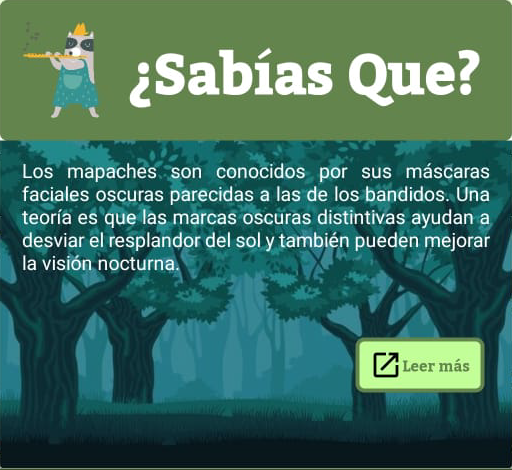 ¿Sabías Que?
Los mapaches son conocidos por sus máscaras
faciales oscuras parecidas a las de los bandidos. Una
teoría es que las marcas oscuras distintivas ayudan a
desviar el resplandor del sol y también pueden mejorar
la visión nocturna.
Leer más